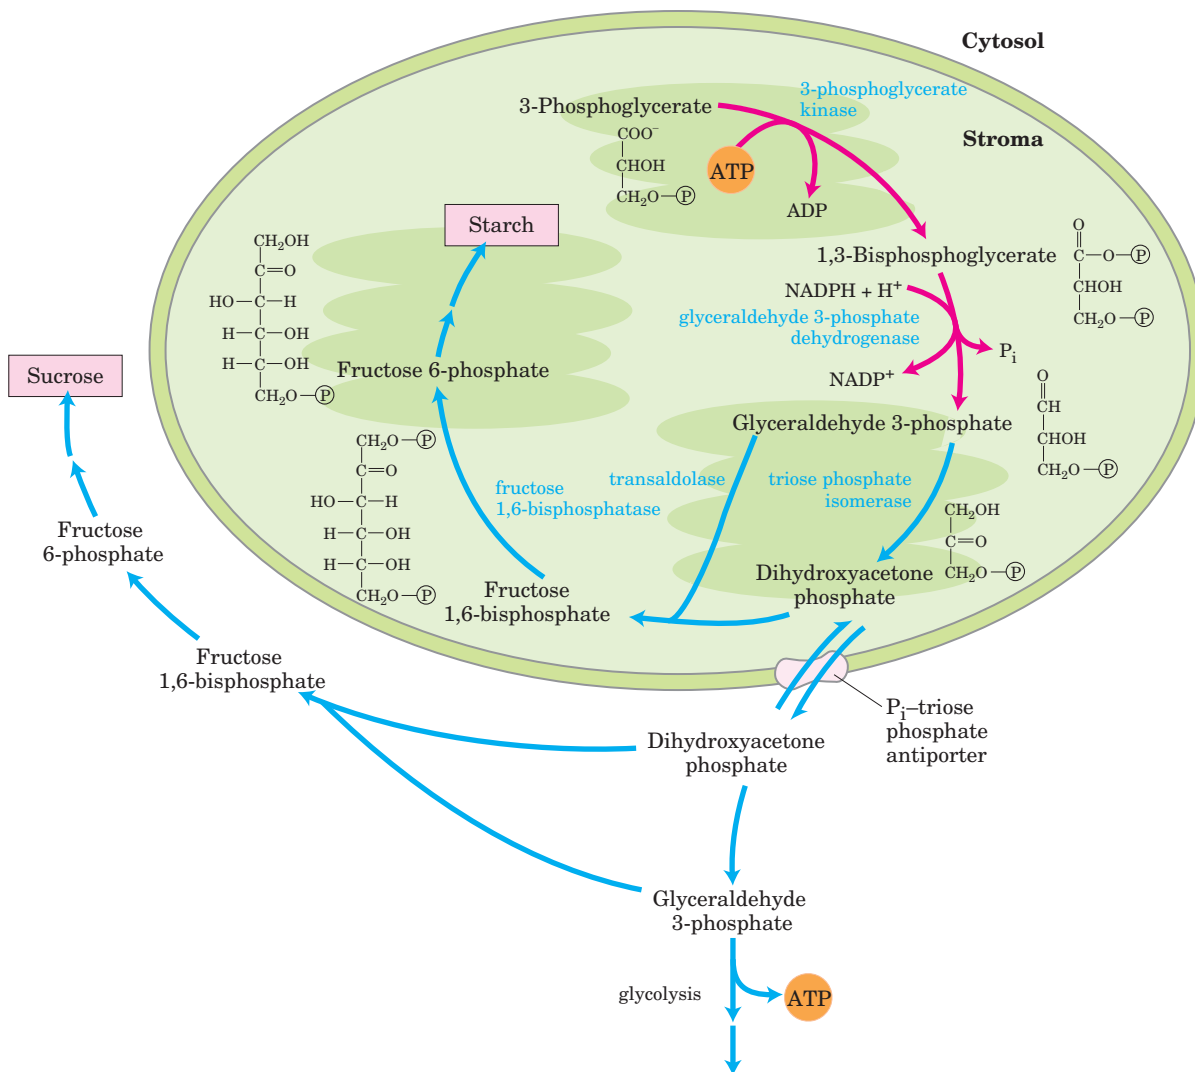 Cytosol
Stroma
3-Phosphoglycerate
3-phosphoglycerate
kinase
COO−
CHOH
CH2O—P
ATP
ADP
1,3-Bisphosphoglycerate
O
C—O—P
CHOH
CH2O—P
NADPH + H+
glyceraldehyde 3-phosphate
dehydrogenase
Pi
NADP+
Glyceraldehyde 3-phosphate
O
CH
CHOH
CH2O—P
Starch
CH2OH
C=O
HO—C—H
H—C—OH
H—C—OH
CH2O—P
Fructose 6-phosphate
Sucrose
CH2O—P
C=O
HO—C—H
H—C—OH
H—C—OH
CH2O—P
fructose
1,6-bisphosphatase
transaldolase
triose phosphate
isomerase
CH2OH
C=O
CH2O—P
Dihydroxyacetone
phosphate
Fructose
1,6-bisphosphate
Fructose
6-phosphate
Fructose
1,6-bisphosphate
Pi–triose
phosphate
antiporter
Dihydroxyacetone
phosphate
Glyceraldehyde
3-phosphate
glycolysis
ATP